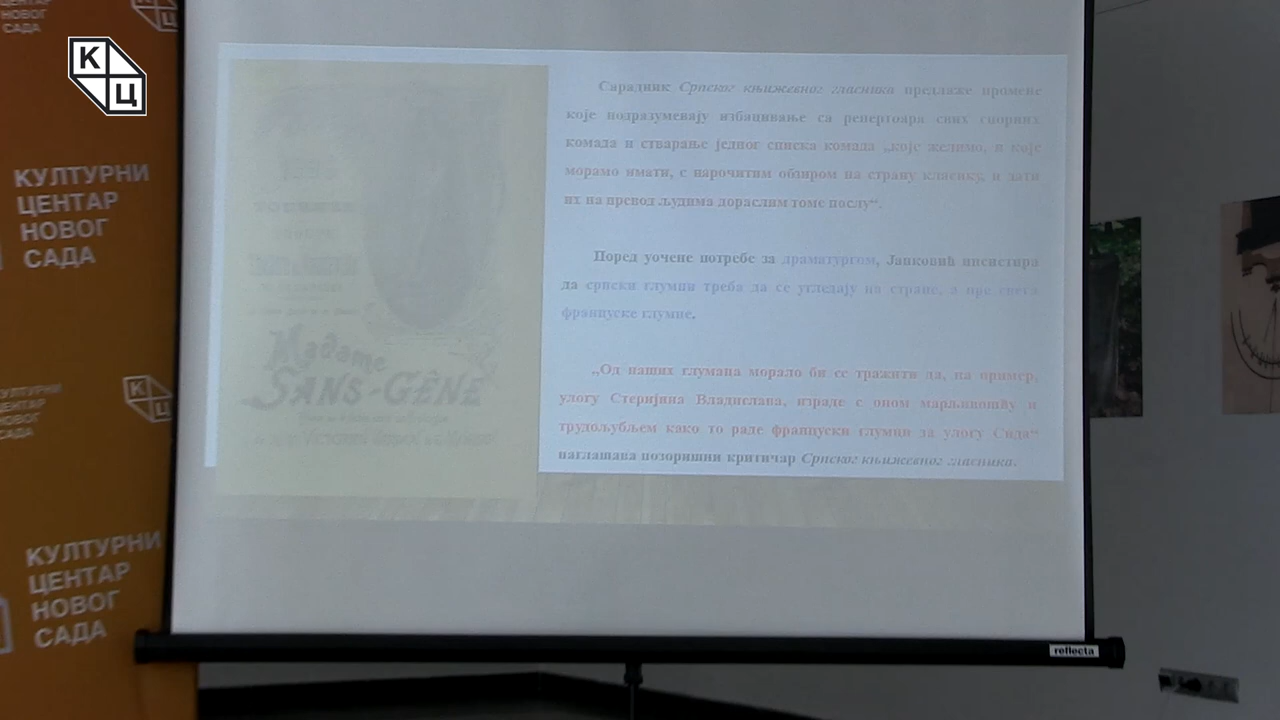 ЦЕНТАР
НОВОГ
САДА
К Ц
КУЛТУРНИ
ЦЕНТАР
НОВОГ
САДА
КУЛТУРНИ
ЦЕНТАР
НОВОГ
САДА
КЦ
КУЛТУРНИ
ЦЕНТАР
НОВОГ
САДА
Madame
SANS-GÊNE
Сарадник Српског књижевног гласника предлаже промене
које подразумевају избацивање са репертоара свих спорних
комада и стварање једног списка комада „које желимо, и које
морамо имати, с нарочитим обзиром на страну класику, и дати
их на превод људима дораслим томе послу“.
Поред уочене потребе за драматургом, Јанковић инсистира
да српски глумци треба да се угледају на стране, а пре свега
француске глумце.
„Од наших глумаца морало би се тражити да, на пример,
улогу Стеријина Владислава, израде с оном марљивошћу и
трудољубљем како то раде француски глумци за улогу Сида“
наглашава позоришни критичар Српског књижевног гласника.
reflecta